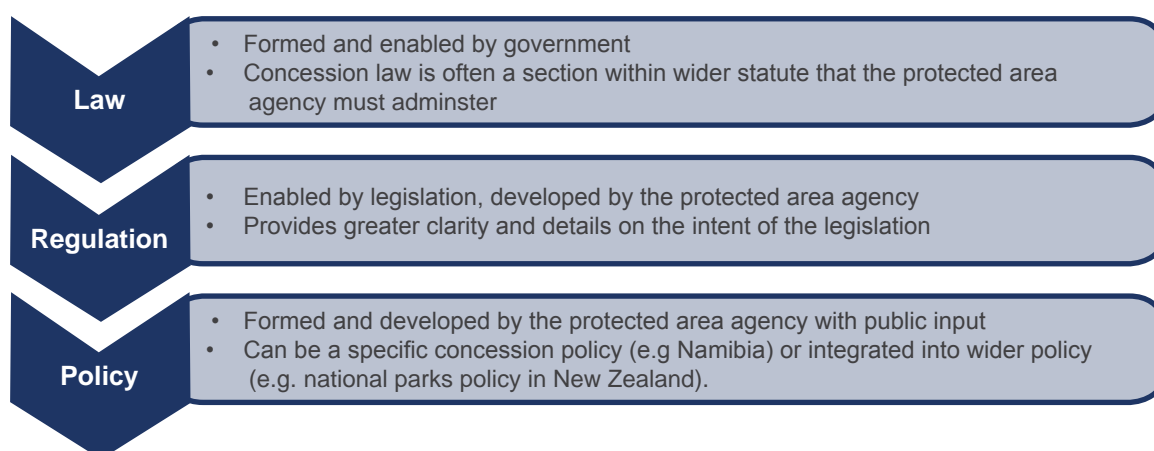 Law
• Formed and enabled by government
• Concession law is often a section within wider statute that the protected area
agency must adminster
Regulation
• Enabled by legislation, developed by the protected area agency
• Provides greater clarity and details on the intent of the legislation
Policy
• Formed and developed by the protected area agency with public input
• Can be a specific concession policy (e.g Namibia) or integrated into wider policy
(e.g. national parks policy in New Zealand).